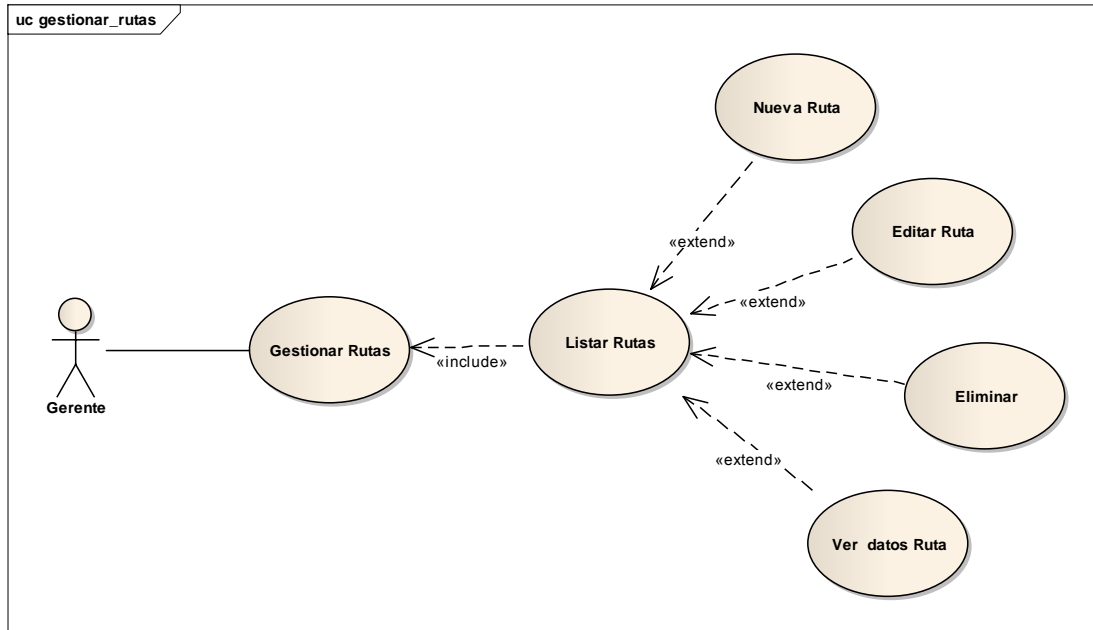 uc gestionar_rutas
Nueva Ruta
Editar Ruta
«extend»
«extend»
Gestionar Rutas
Listar Rutas
«include»
«extend»
Eliminar
Gerente
«extend»
Ver datos Ruta